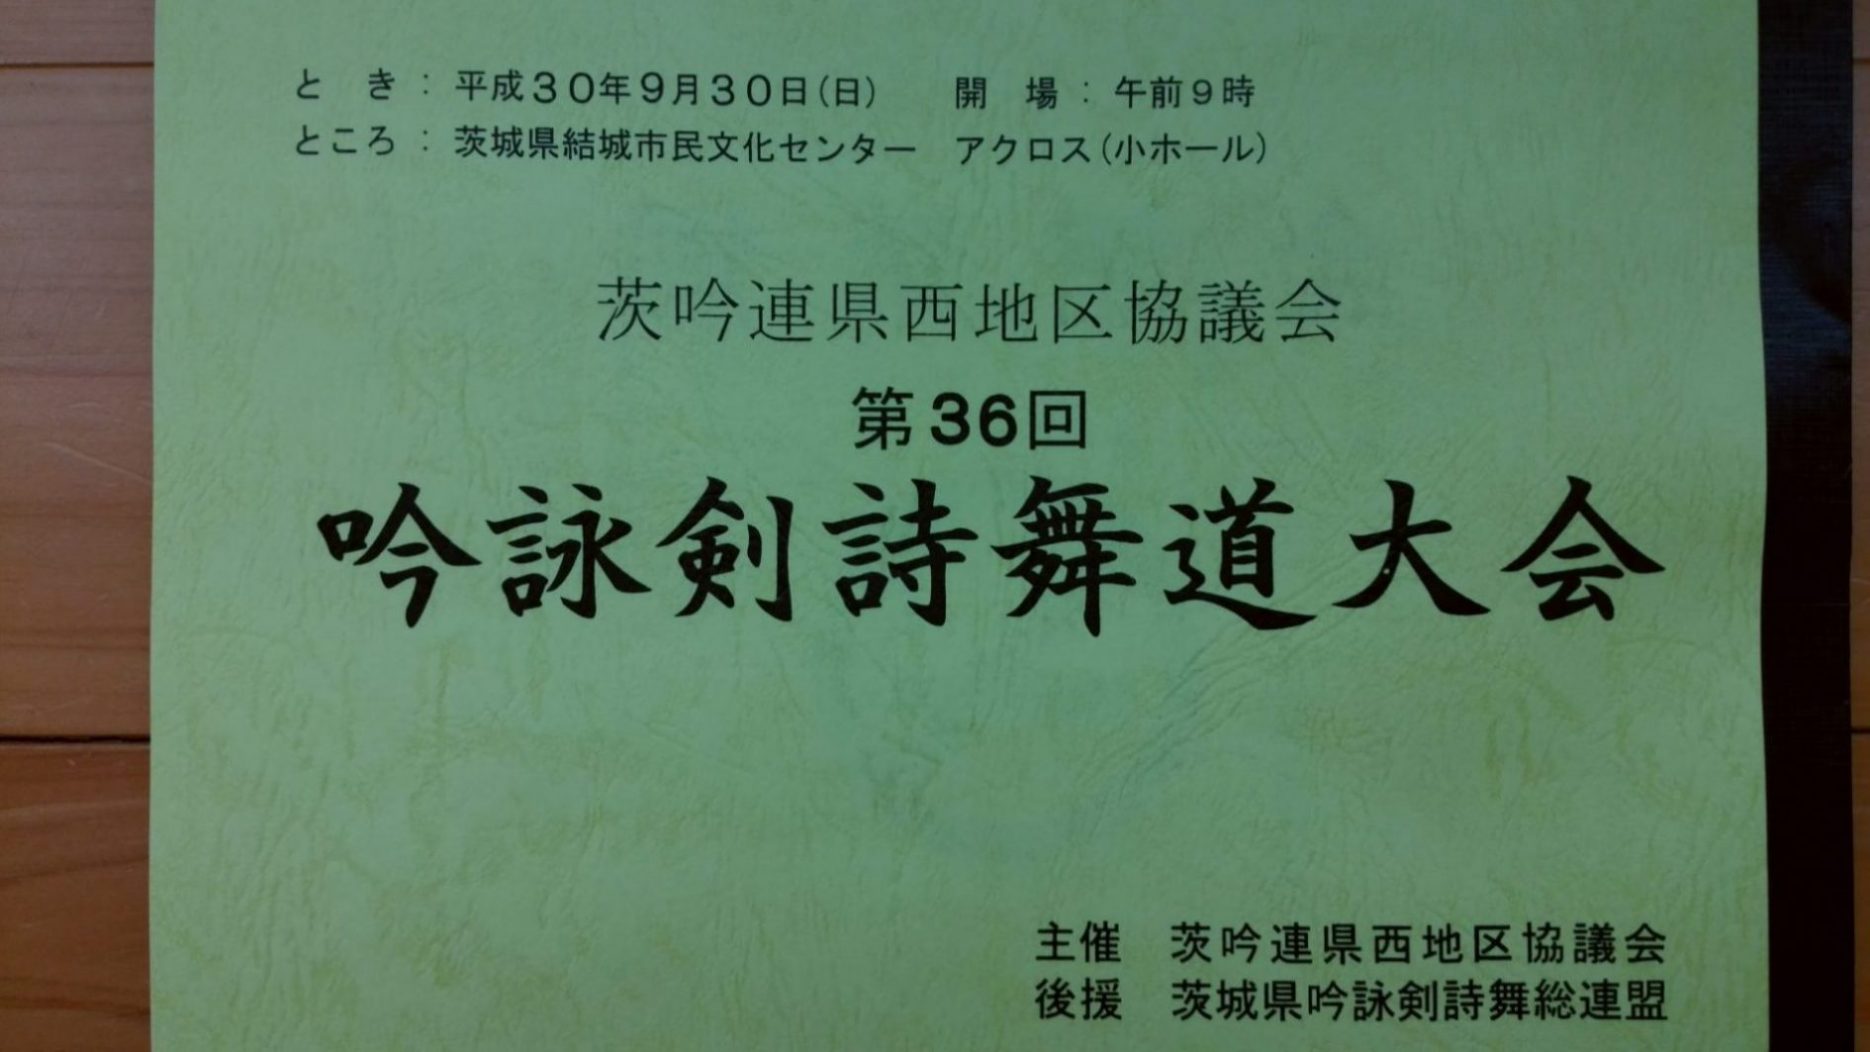 とき：平成３０年９月３０日(日)　開場：午前９時
ところ：茨城県結城市民文化センター　アクロス(小ホール)
茨吟連県西地区協議会
第36回
吟詠剣詩舞道大会
主催　茨吟連県西地区協議会
後援　茨城県吟詠剣詩舞総連盟